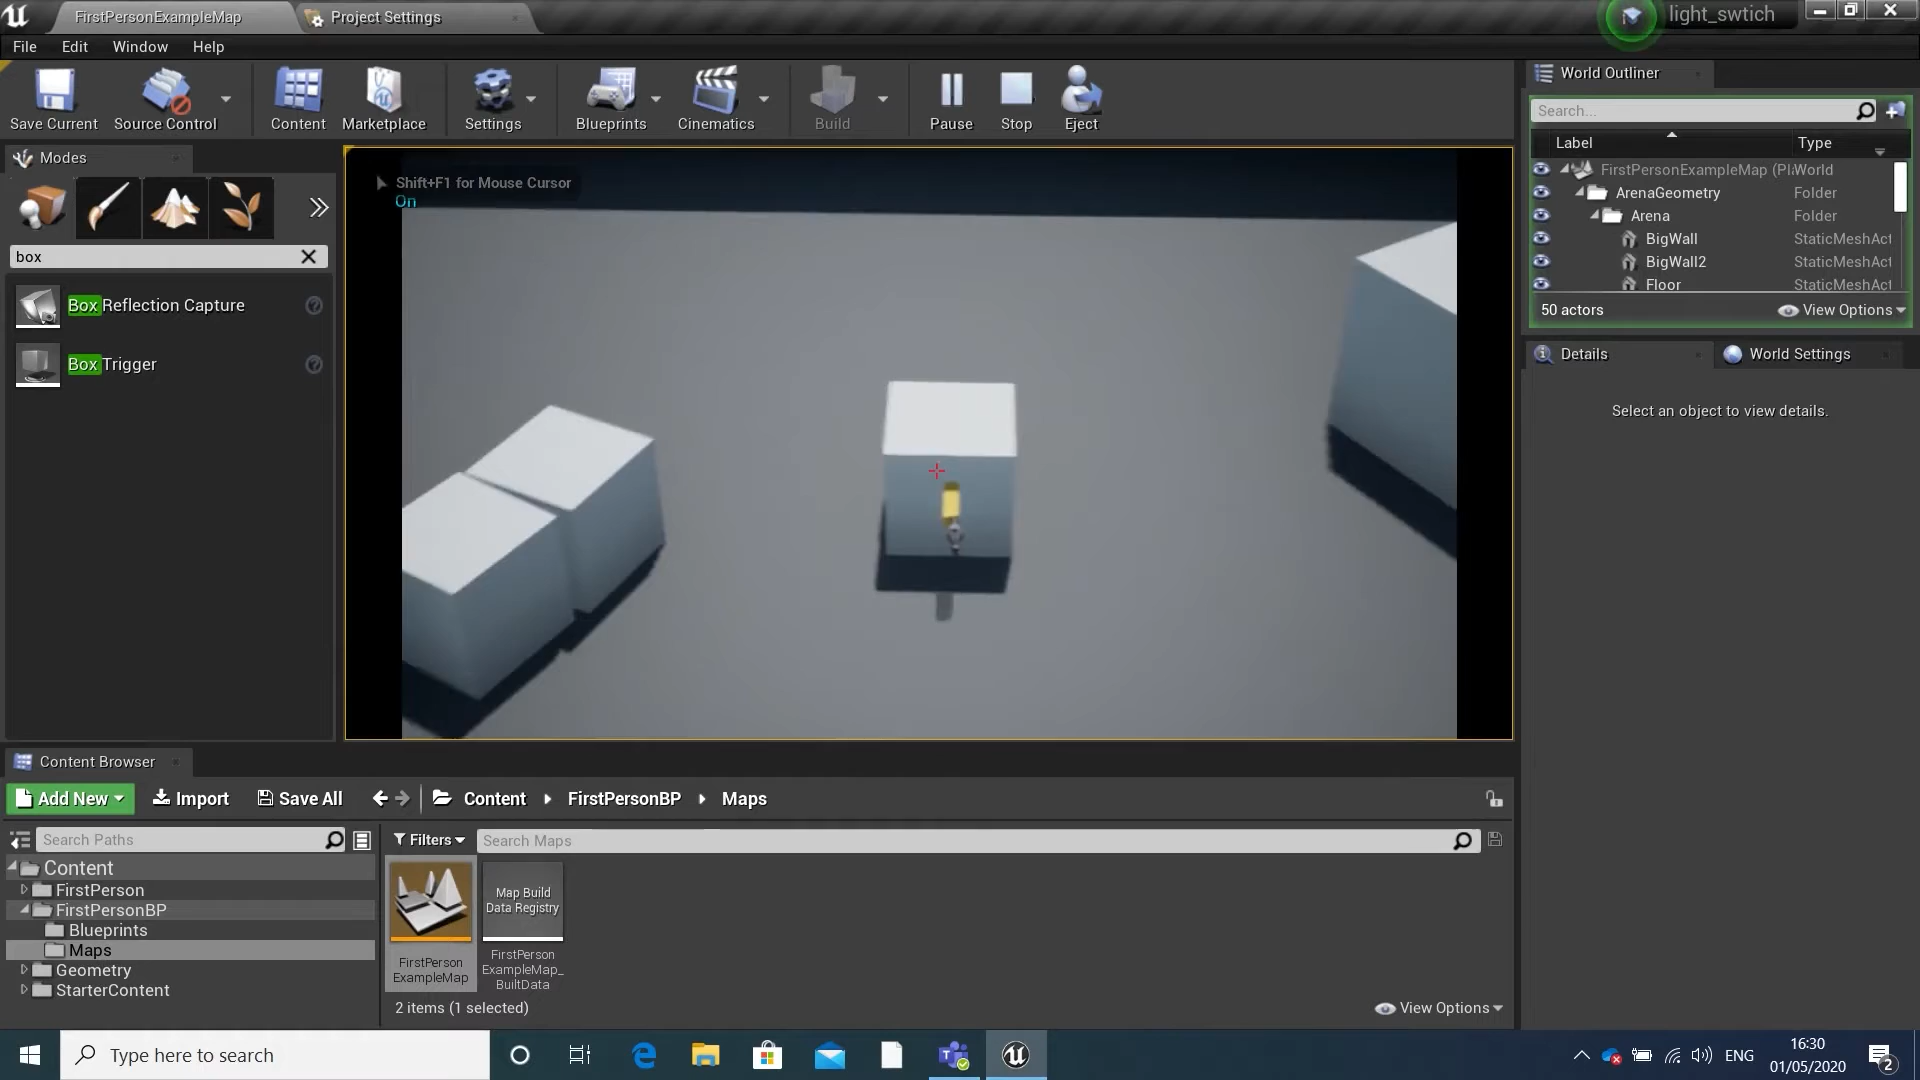 FirstPersonExampleMap
Project Settings
light_swtich
File Edit Window Help
Save Current
Source Control
Content
Marketplace
Settings
Blueprints
Cinematics
Build
Pause
Stop
Eject
Modes
box
Box Reflection Capture
Box Trigger
Shift+F1 for Mouse Cursor
On
World Outliner
Search...
Label Type
FirstPersonExampleMap (Pl World
ArenaGeometry Folder
Arena Folder
BigWall StaticMeshAct
BigWall2 StaticMeshAct
Floor StaticMeshAct
50 actors
View Options
Details
World Settings
Select an object to view details.
Content Browser
Add New
Import
Save All
Content
FirstPersonBP
Maps
Search Paths
Content
FirstPerson
FirstPersonBP
Blueprints
Maps
Geometry
StarterContent
Filters
Search Maps
FirstPerson
ExampleMap
Map Build
Data Registry
FirstPerson
ExampleMap_
BuiltData
2 items (1 selected)
View Options
Type here to search
ENG
16:30
01/05/2020
2